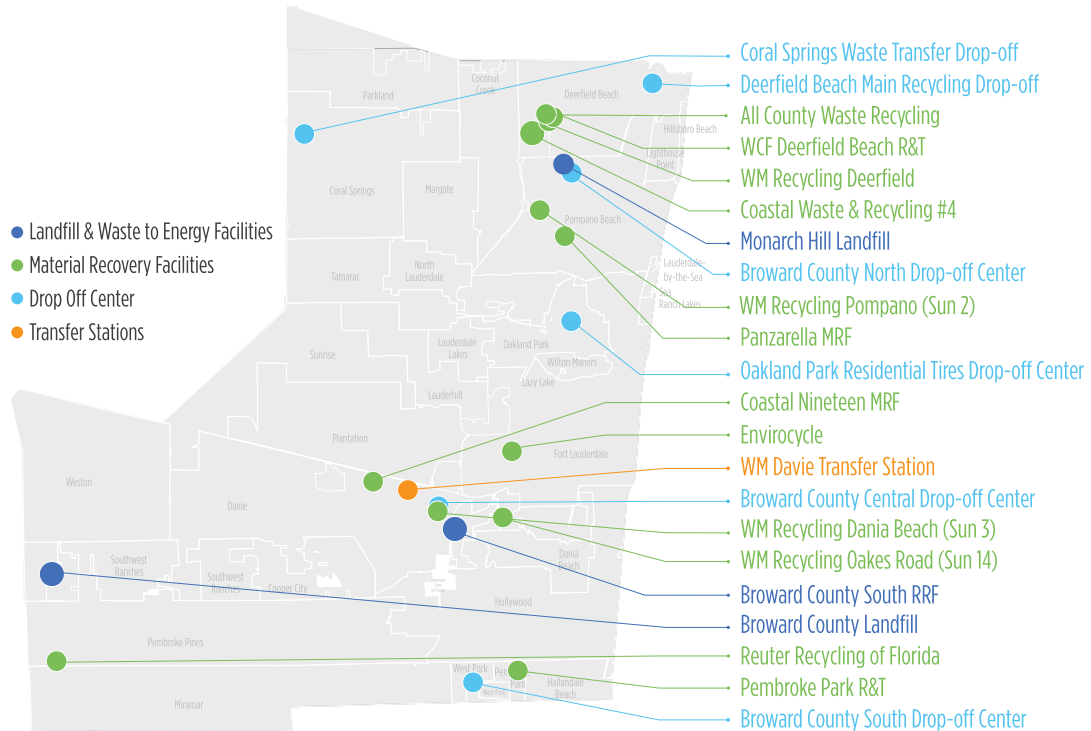 Coral Springs Waste Transfer Drop-off
Deerfield Beach Main Recycling Drop-off
All County Waste Recycling
WCF Deerfield Beach R&T
WM Recycling Deerfield
Coastal Waste & Recycling #4
Monarch Hill Landfill
Broward County North Drop-off Center
WM Recycling Pompano (Sun 2)
Panzarella MRF
Oakland Park Residential Tires Drop-off Center
Coastal Nineteen MRF
Envirocycle
WM Davie Transfer Station
Broward County Central Drop-off Center
WM Recycling Dania Beach (Sun 3)
WM Recycling Oakes Road (Sun 14)
Broward County South RRF
Broward County Landfill
Reuter Recycling of Florida
Pembroke Park R&T
Broward County South Drop-off Center
Landfill & Waste to Energy Facilities
Material Recovery Facilities
Drop Off Center
Transfer Stations
Parkland
Coconut
Creek
Deerfield Beach
Hillsboro Beach
Lighthouse
Point
Coral Springs
Margate
Pompano Beach
Tamarac
North
Lauderdale
Lauderdale-
by-the-Sea
Sea
Ranch Lakes
Sunrise
Lauderdale
Lakes
Oakland Park
Wilton Manors
Lazy Lake
Lauderhill
Plantation
Fort Lauderdale
Weston
Davie
Southwest
Ranches
Southwest
Ranches
Cooper City
Dania
Beach
Hollywood
Pembroke Pines
West Park
Park
Hallandale
Beach
Miramar